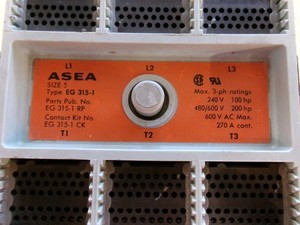 L1 L2 L3
ASEA
SIZE 5
Type EG 315-1
Parts Pub. No.
EG 315-1 RP
Contact Kit No.
EG 315-1 CK
Max. 3-ph ratings
240 V 100 hp
480/600 V 200 hp
600 V AC Max.
270 A cont.
T1 T2 T3